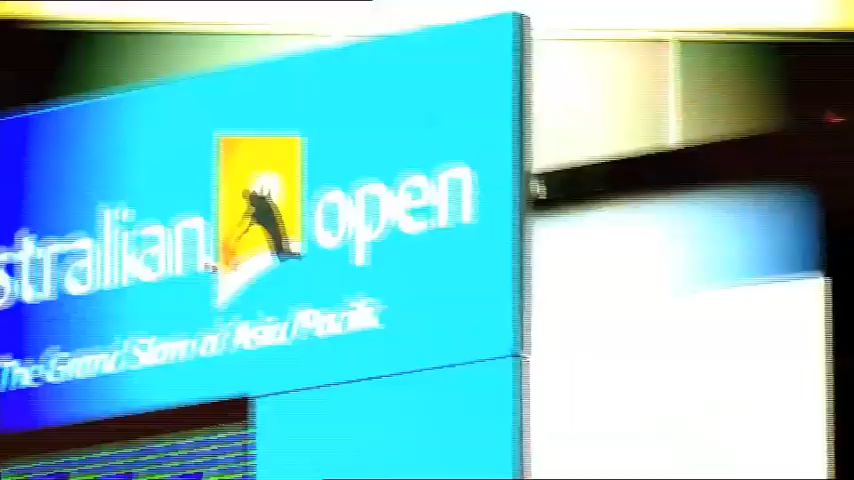 stralian open
The Grand Slam of Asia/Pacific